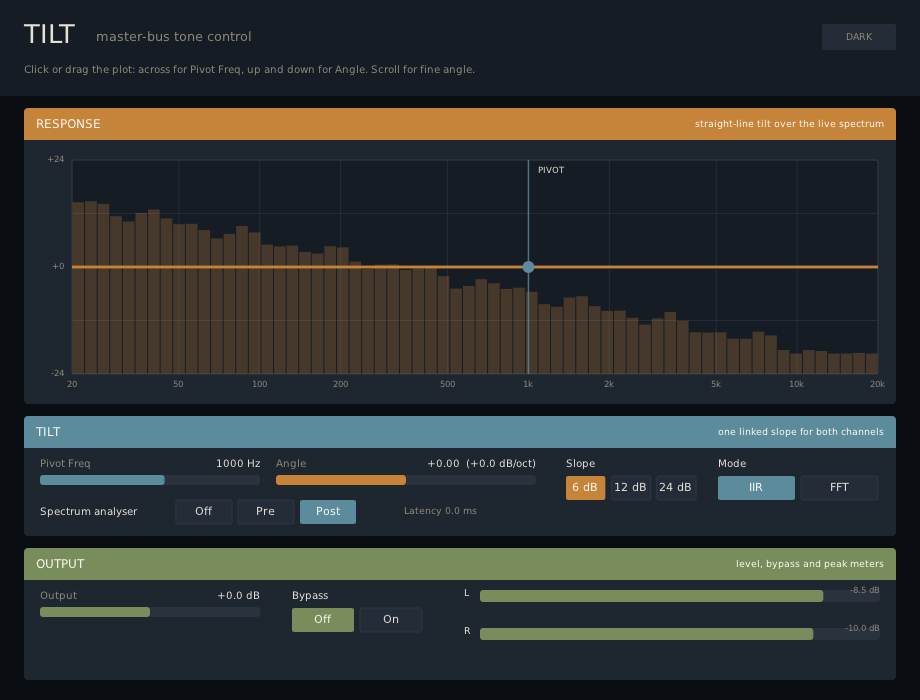 TILT master-bus tone control DARK
Click or drag the plot: across for Pivot Freq, up and down for Angle. Scroll for fine angle.
RESPONSE straight-line tilt over the live spectrum
+24
PIVOT
+0
-24
20 50 100 200 500 1k 2k 5k 10k 20k
TILT one linked slope for both channels
Pivot Freq 1000 Hz Angle +0.00 (+0.0 dB/oct) Slope Mode
6 dB 12 dB 24 dB IIR FFT
Spectrum analyser Off Pre Post Latency 0.0 ms
OUTPUT level, bypass and peak meters
Output +0.0 dB Bypass L -8.5 dB
Off On
R -10.0 dB